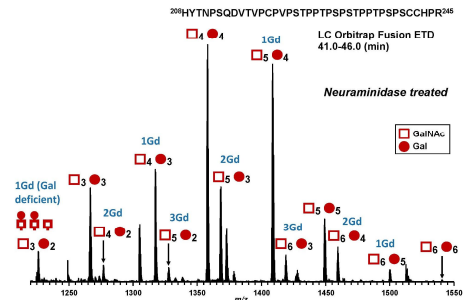 208HYTNPSQDVTVPCPVPSTPPTPSPSTPPTPSPSCCHPR245
LC Orbitrap Fusion ETD
41.0-46.0 (min)
Neuraminidase treated
GalNAc
Gal
4 4
1Gd
5 4
1Gd
4 3
2Gd
5 3
3 3
1Gd (Gal
deficient)
2Gd
4 2
3Gd
5 2
3Gd
6 3
5 5
2Gd
6 4
1Gd
6 5
6 6
3 2
1250 1300 1350 1400 1450 1500 1550
m/z